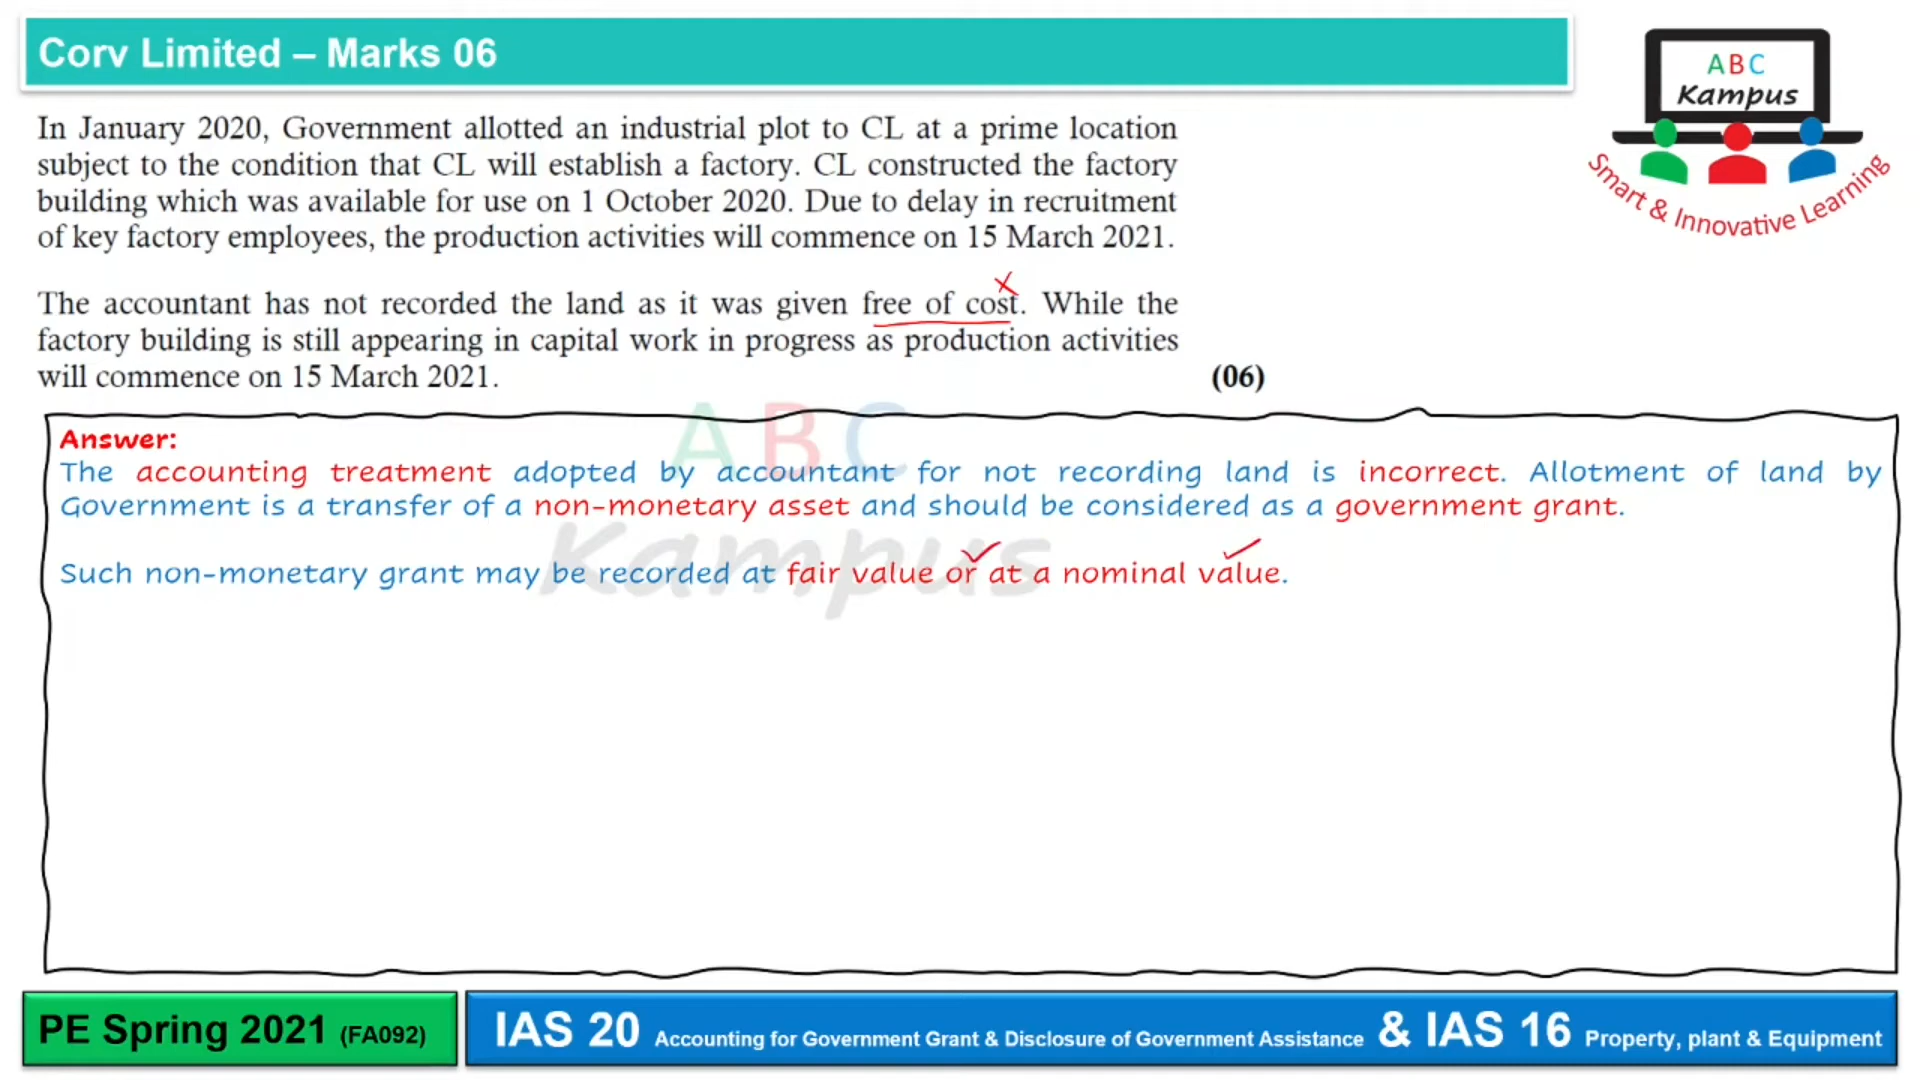 Corv Limited – Marks 06
A B C
Kampus
Smart & Innovative Learning
In January 2020, Government allotted an industrial plot to CL at a prime location
subject to the condition that CL will establish a factory. CL constructed the factory
building which was available for use on 1 October 2020. Due to delay in recruitment
of key factory employees, the production activities will commence on 15 March 2021.
The accountant has not recorded the land as it was given free of cost. While the
factory building is still appearing in capital work in progress as production activities
will commence on 15 March 2021.
(06)
A B C
Kampus
Answer:
The accounting treatment adopted by accountant for not recording land is incorrect. Allotment of land by
Government is a transfer of a non-monetary asset and should be considered as a government grant.
Such non-monetary grant may be recorded at fair value or at a nominal value.
PE Spring 2021 (FA092)
IAS 20 Accounting for Government Grant & Disclosure of Government Assistance & IAS 16 Property, plant & Equipment